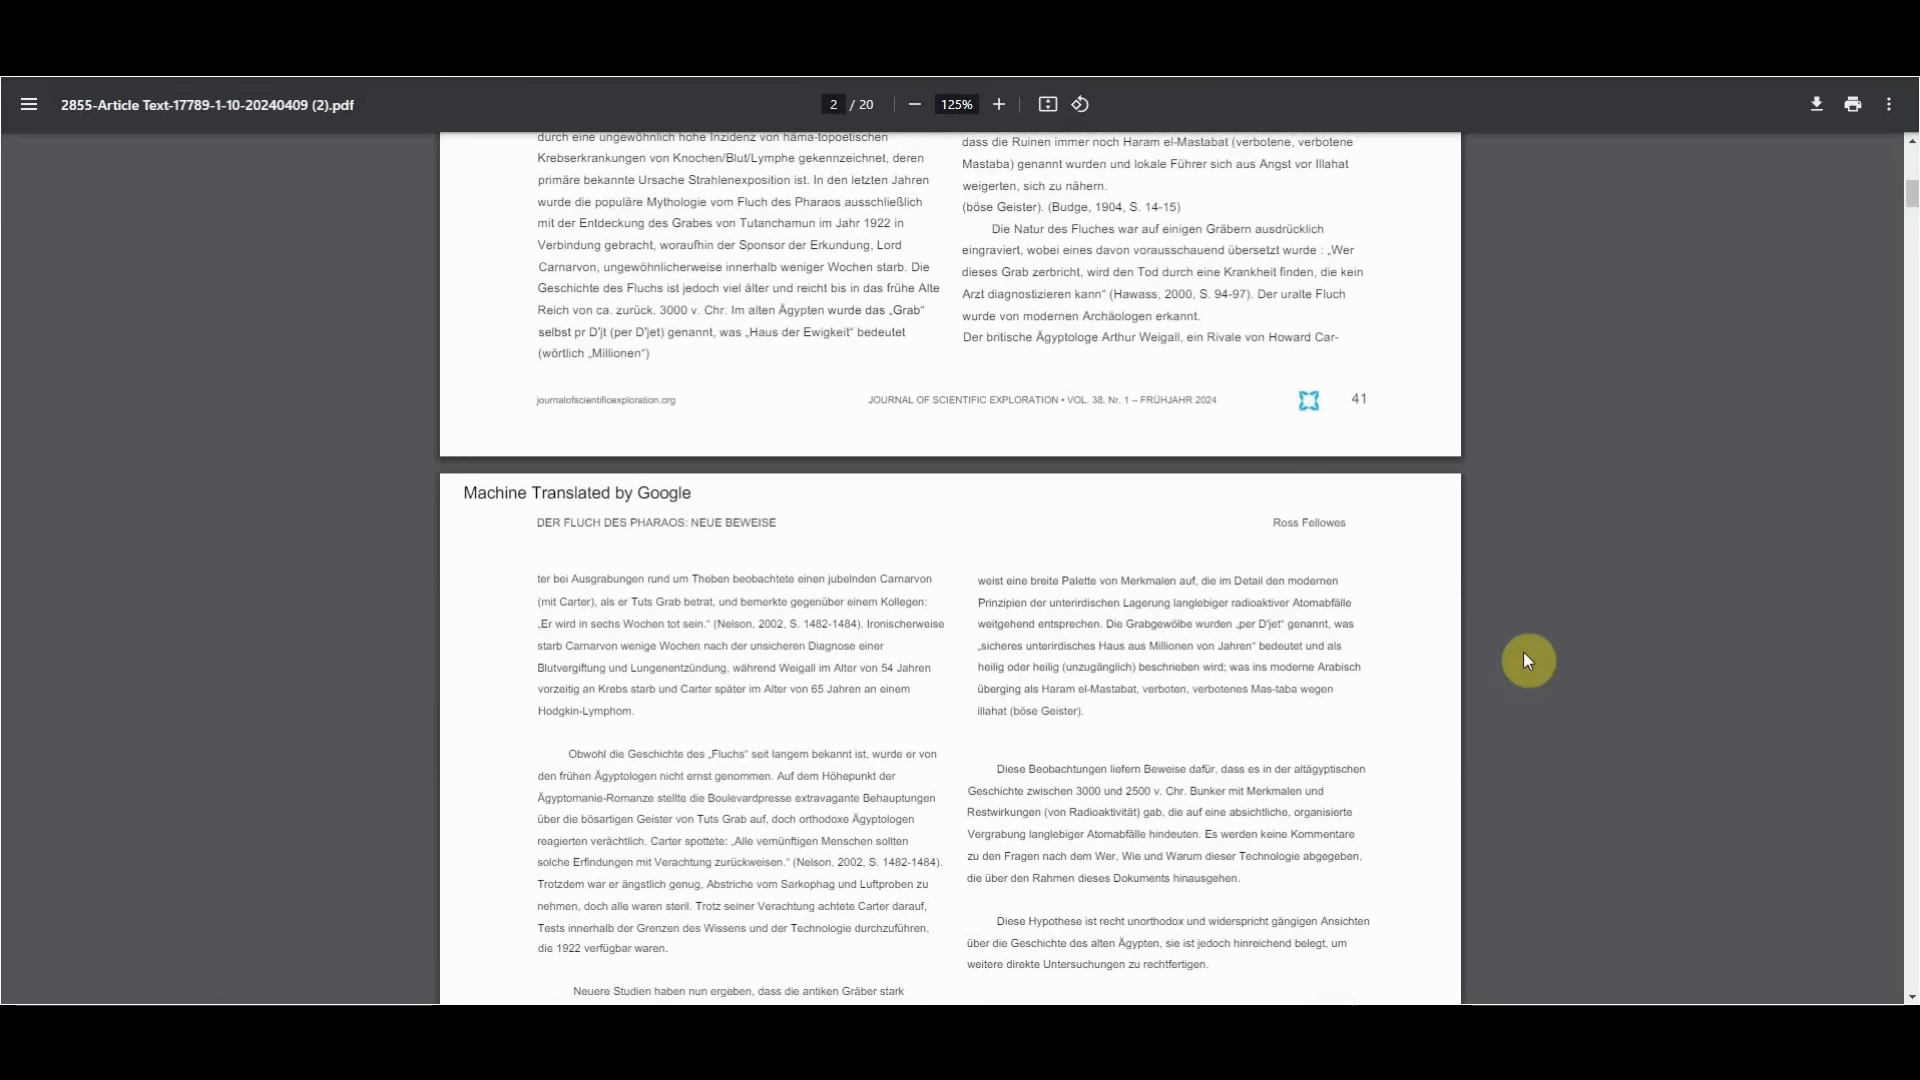 2855-Article Text-17789-1-10-20240409 (2).pdf
2 / 20
125%
durch eine ungewöhnlich hohe Inzidenz von häma-topoetischen
Krebserkrankungen von Knochen/Blut/Lymphe gekennzeichnet, deren
primäre bekannte Ursache Strahlenexposition ist. In den letzten Jahren
wurde die populäre Mythologie vom Fluch des Pharaos ausschließlich
mit der Entdeckung des Grabes von Tutanchamun im Jahr 1922 in
Verbindung gebracht, woraufhin der Sponsor der Erkundung, Lord
Carnarvon, ungewöhnlicherweise innerhalb weniger Wochen starb. Die
Geschichte des Fluchs ist jedoch viel älter und reicht bis in das frühe Alte
Reich von ca. zurück. 3000 v. Chr. Im alten Ägypten wurde das „Grab“
selbst pr D'jt (per D'jet) genannt, was „Haus der Ewigkeit“ bedeutet
(wörtlich „Millionen“)
dass die Ruinen immer noch Haram el-Mastabat (verbotene, verbotene
Mastaba) genannt wurden und lokale Führer sich aus Angst vor Illahat
weigerten, sich zu nähern.
(böse Geister). (Budge, 1904, S. 14-15)
Die Natur des Fluches war auf einigen Gräbern ausdrücklich
eingraviert, wobei eines davon vorausschauend übersetzt wurde : „Wer
dieses Grab zerbricht, wird den Tod durch eine Krankheit finden, die kein
Arzt diagnostizieren kann“ (Hawass, 2000, S. 94-97). Der uralte Fluch
wurde von modernen Archäologen erkannt.
Der britische Ägyptologe Arthur Weigall, ein Rivale von Howard Car-
journalofscientificexploration.org
JOURNAL OF SCIENTIFIC EXPLORATION • VOL. 38, Nr. 1 – FRÜHJAHR 2024
41
Machine Translated by Google
DER FLUCH DES PHARAOS: NEUE BEWEISE
Ross Fellowes
ter bei Ausgrabungen rund um Theben beobachtete einen jubelnden Carnarvon
(mit Carter), als er Tuts Grab betrat, und bemerkte gegenüber einem Kollegen:
„Er wird in sechs Wochen tot sein.“ (Nelson, 2002, S. 1482-1484). Ironischerweise
starb Carnarvon wenige Wochen nach der unsicheren Diagnose einer
Blutvergiftung und Lungenentzündung, während Weigall im Alter von 54 Jahren
vorzeitig an Krebs starb und Carter später im Alter von 65 Jahren an einem
Hodgkin-Lymphom.
Obwohl die Geschichte des „Fluchs“ seit langem bekannt ist, wurde er von
den frühen Ägyptologen nicht ernst genommen. Auf dem Höhepunkt der
Ägyptomanie-Romanze stellte die Boulevardpresse extravagante Behauptungen
über die bösartigen Geister von Tuts Grab auf, doch orthodoxe Ägyptologen
reagierten verächtlich. Carter spottete: „Alle vernünftigen Menschen sollten
solche Erfindungen mit Verachtung zurückweisen.“ (Nelson, 2002, S. 1482-1484).
Trotzdem war er ängstlich genug, Abstriche vom Sarkophag und Luftproben zu
nehmen, doch alle waren steril. Trotz seiner Verachtung achtete Carter darauf,
Tests innerhalb der Grenzen des Wissens und der Technologie durchzuführen,
die 1922 verfügbar waren.
Neuere Studien haben nun ergeben, dass die antiken Gräber stark
weist eine breite Palette von Merkmalen auf, die im Detail den modernen
Prinzipien der unterirdischen Lagerung langlebiger radioaktiver Atomabfälle
weitgehend entsprechen. Die Grabgewölbe wurden „per D'jet“ genannt, was
„sicheres unterirdisches Haus aus Millionen von Jahren“ bedeutet und als
heilig oder heilig (unzugänglich) beschrieben wird; was ins moderne Arabisch
überging als Haram el-Mastabat, verboten, verbotenes Mas-taba wegen
illahat (böse Geister).
Diese Beobachtungen liefern Beweise dafür, dass es in der altägyptischen
Geschichte zwischen 3000 und 2500 v. Chr. Bunker mit Merkmalen und
Restwirkungen (von Radioaktivität) gab, die auf eine absichtliche, organisierte
Vergrabung langlebiger Atomabfälle hindeuten. Es werden keine Kommentare
zu den Fragen nach dem Wer, Wie und Warum dieser Technologie abgegeben,
die über den Rahmen dieses Dokuments hinausgehen.
Diese Hypothese ist recht unorthodox und widerspricht gängigen Ansichten
über die Geschichte des alten Ägypten, sie ist jedoch hinreichend belegt, um
weitere direkte Untersuchungen zu rechtfertigen.